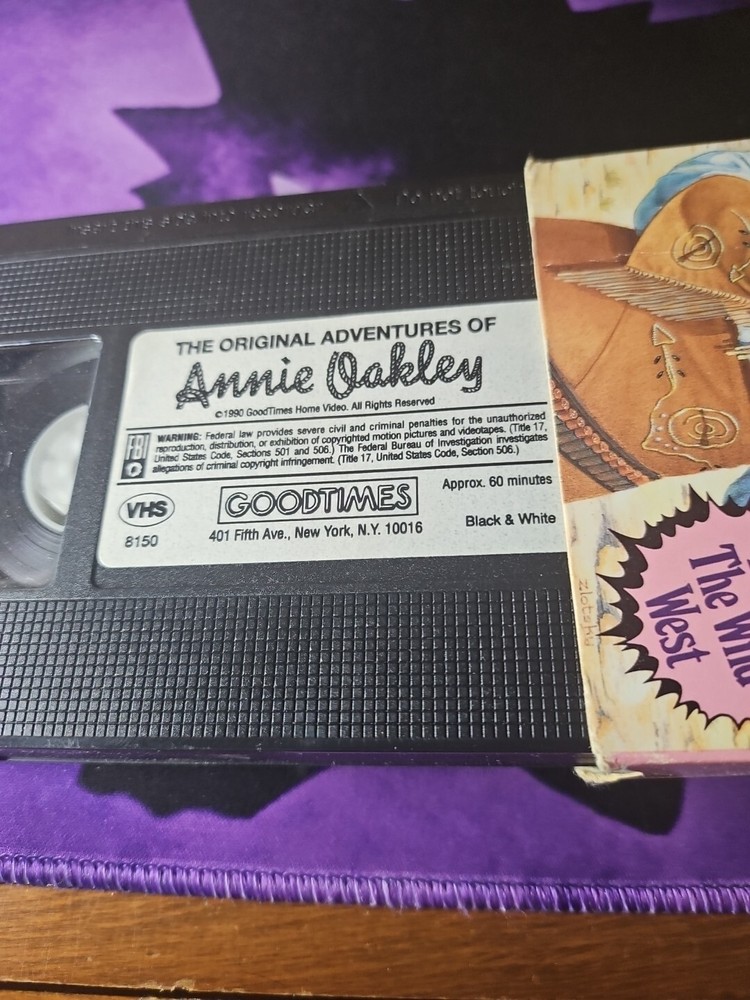 THE ORIGINAL ADVENTURES OF
Annie Oakley
©1990 GoodTimes Home Video. All Rights Reserved
FBI
WARNING: Federal law provides severe civil and criminal penalties for the unauthorized
reproduction, distribution, or exhibition of copyrighted motion pictures and videotapes. (Title 17,
United States Code, Sections 501 and 506.) The Federal Bureau of Investigation investigates
allegations of criminal copyright infringement. (Title 17, United States Code, Section 506.)
VHS
8150
GOODTIMES
401 Fifth Ave., New York, N.Y. 10016
Approx. 60 minutes
Black & White
zlotsky
The Wild
West